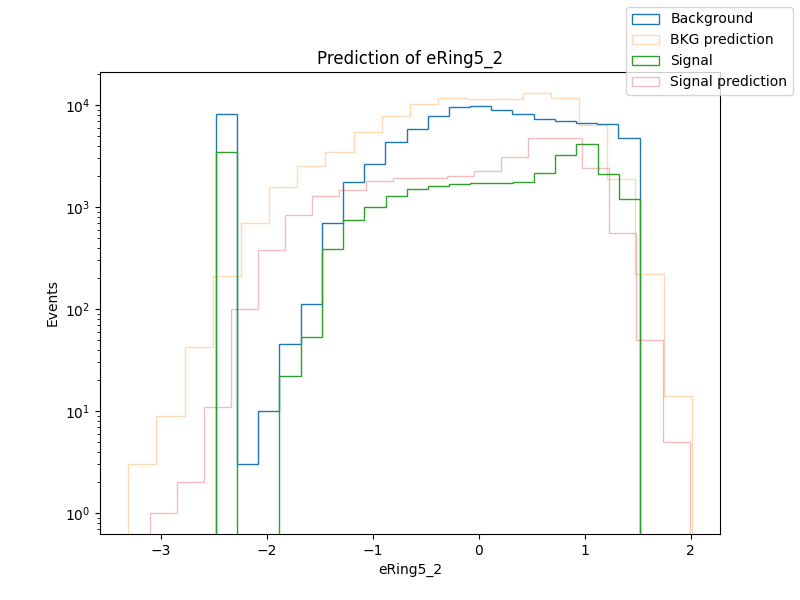 Prediction of eRing5_2
Background
BKG prediction
Signal
Signal prediction
Events
10⁴
10³
10²
10¹
10⁰
−3
−2
−1
0
1
2
eRing5_2